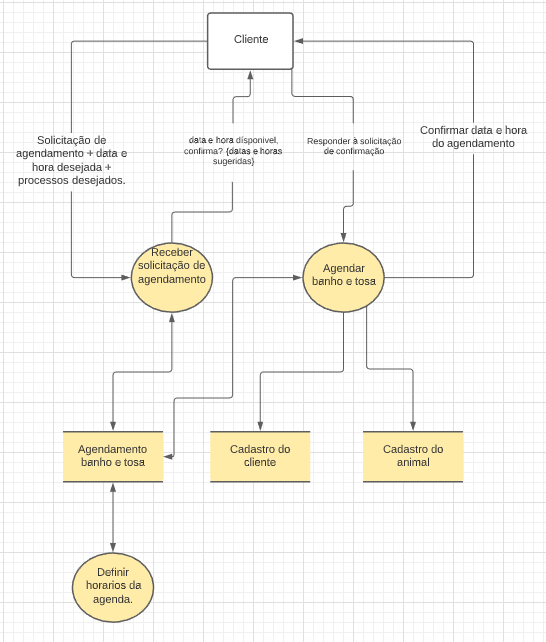 Cliente
Solicitação de
agendamento + data e
hora desejada +
processos desejados.
data e hora dísponivel,
confirma? {datas e horas
sugeridas}
Responder à solicitação
de confirmação
Confirmar data e hora
do agendamento
Receber
solicitação de
agendamento
Agendar
banho e tosa
Agendamento
banho e tosa
Cadastro do
cliente
Cadastro do
animal
Definir
horarios da
agenda.